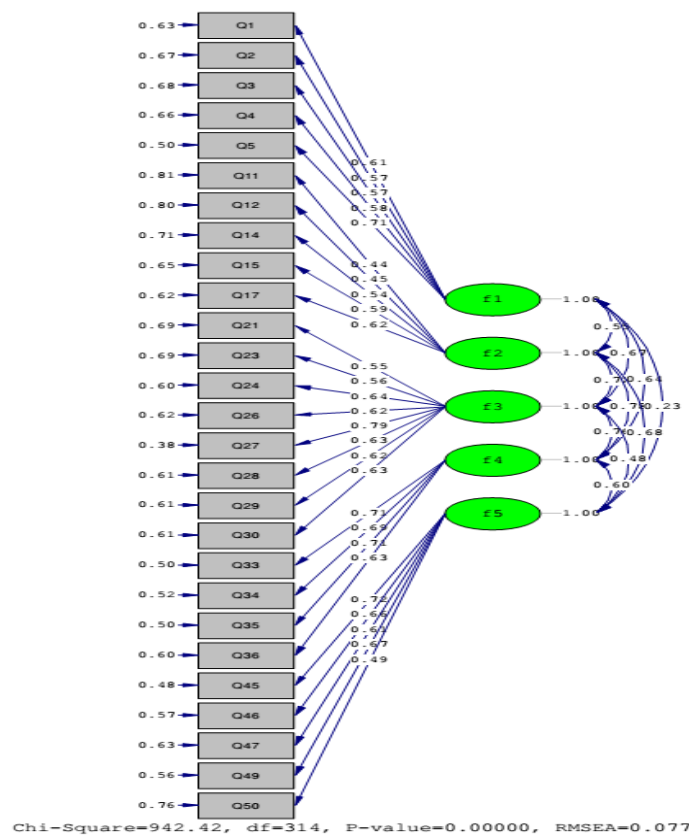 0.63 Q1
0.67 Q2
0.68 Q3
0.66 Q4
0.50 Q5
0.81 Q11
0.80 Q12
0.71 Q14
0.65 Q15
0.62 Q17
0.69 Q21
0.69 Q23
0.60 Q24
0.62 Q26
0.38 Q27
0.61 Q28
0.61 Q29
0.61 Q30
0.50 Q33
0.52 Q34
0.50 Q35
0.60 Q36
0.48 Q45
0.57 Q46
0.63 Q47
0.56 Q49
0.76 Q50
0.61
0.57
0.57
0.58
0.71
0.44
0.45
0.54
0.59
0.62
0.55
0.56
0.64
0.62
0.79
0.63
0.62
0.63
0.71
0.69
0.71
0.63
0.72
0.66
0.61
0.67
0.49
f1 1.00
f2 1.00
f3 1.00
f4 1.00
f5 1.00
0.67
0.64
0.23
0.68
0.48
0.60
Chi-Square=942.42, df=314, P-value=0.00000, RMSEA=0.077